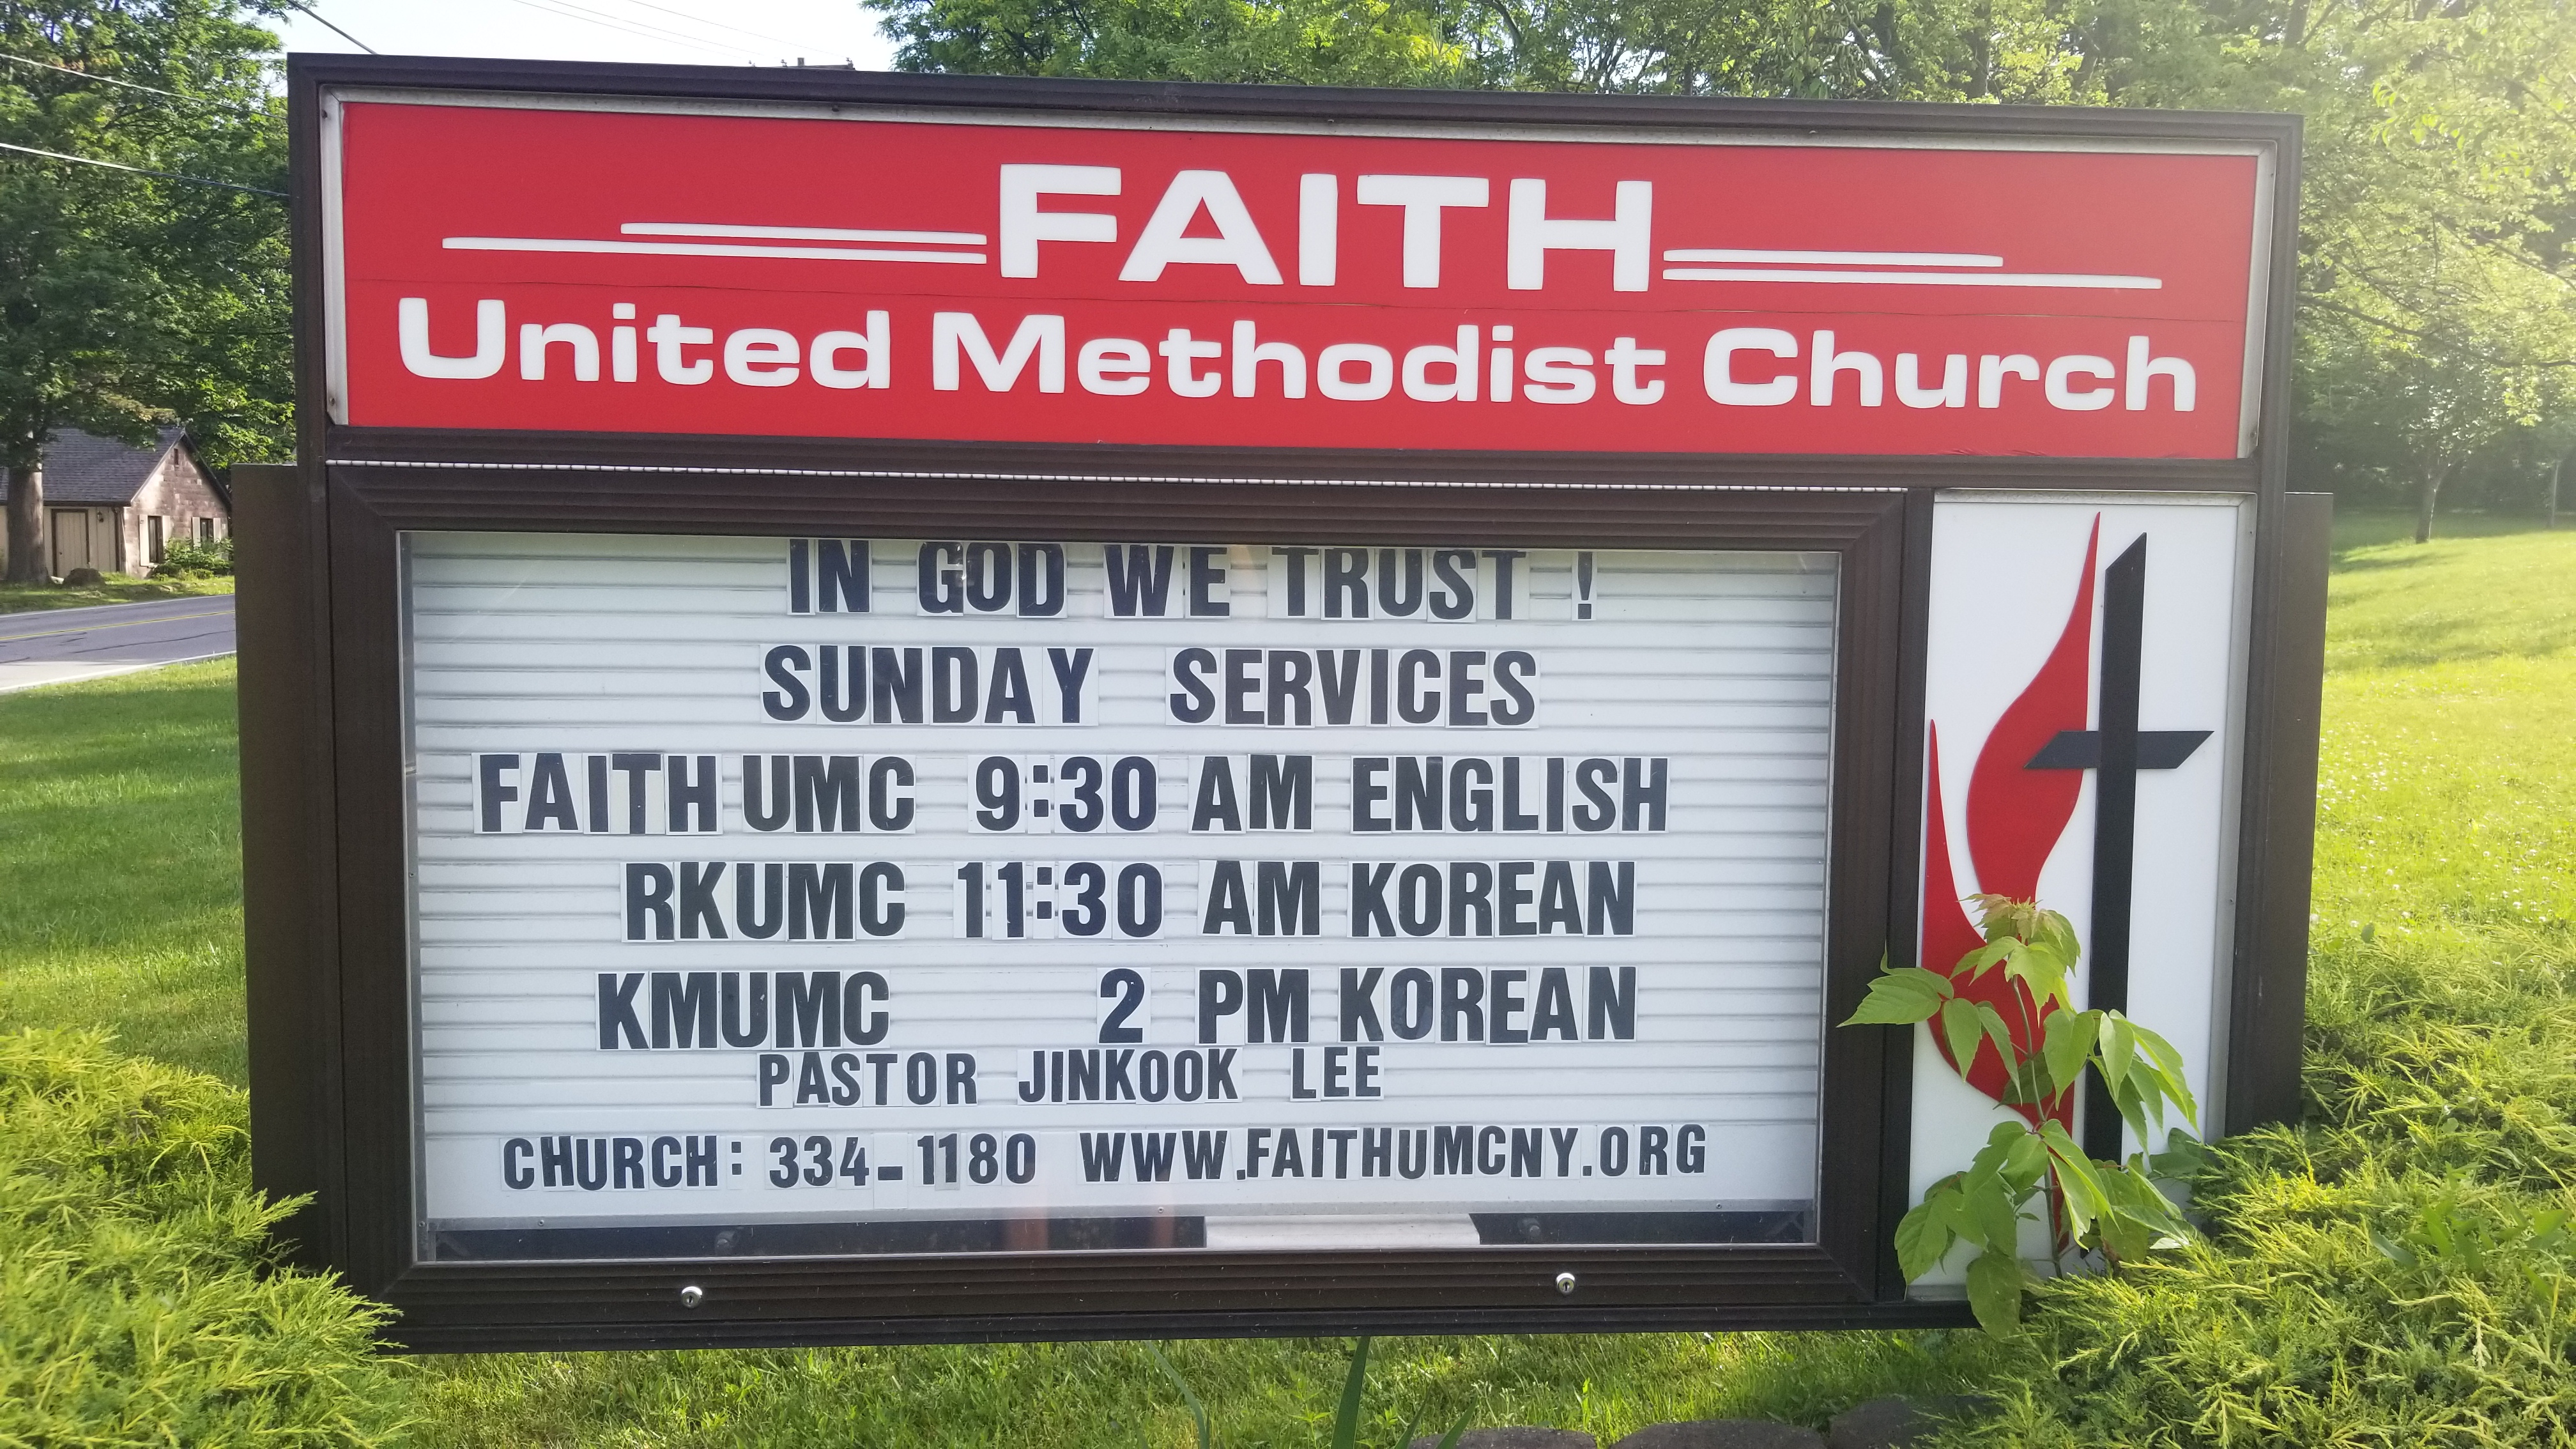 FAITH
United Methodist Church
IN GOD WE TRUST !
SUNDAY SERVICES
FAITH UMC 9:30 AM ENGLISH
RKUMC 11:30 AM KOREAN
KMUMC 2 PM KOREAN
PASTOR JINKOOK LEE
CHURCH: 334-1180 WWW.FAITHUMCNY.ORG